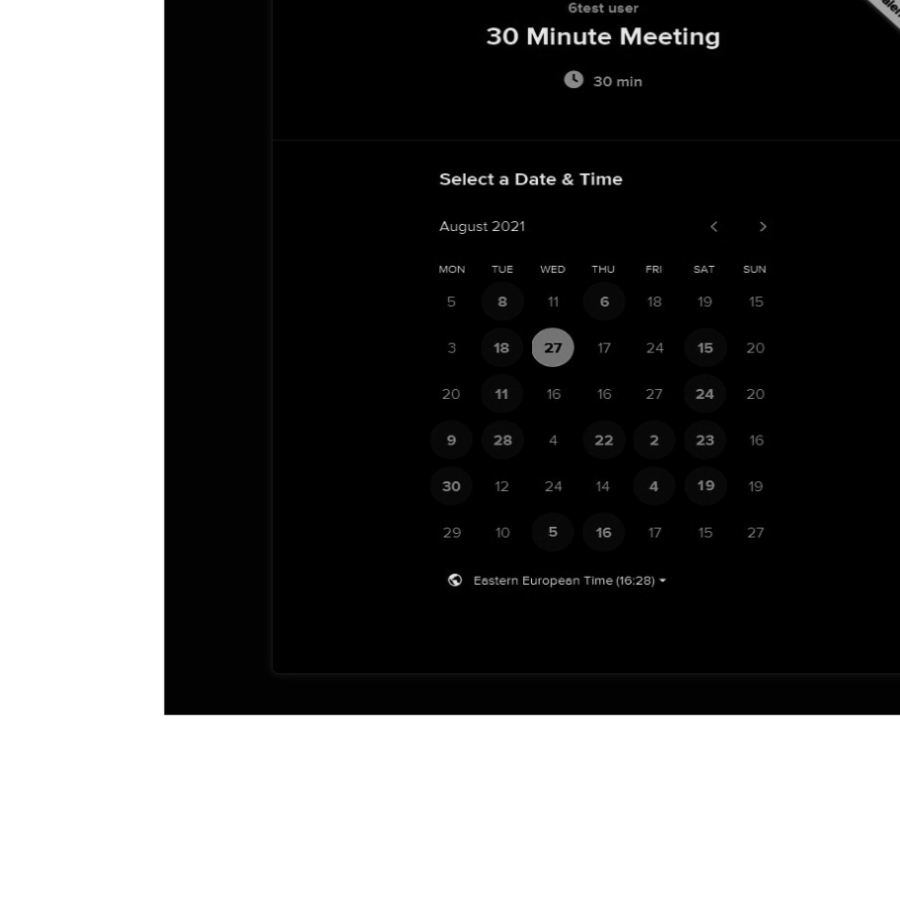 6test user
30 Minute Meeting
30 min
Select a Date & Time
August 2021
MON TUE WED THU FRI SAT SUN
5 8 11 6 18 19 15
3 18 27 17 24 15 20
20 11 16 16 27 24 20
9 28 4 22 2 23 16
30 12 24 14 4 19 19
29 10 5 16 17 15 27
Eastern European Time (16:28)